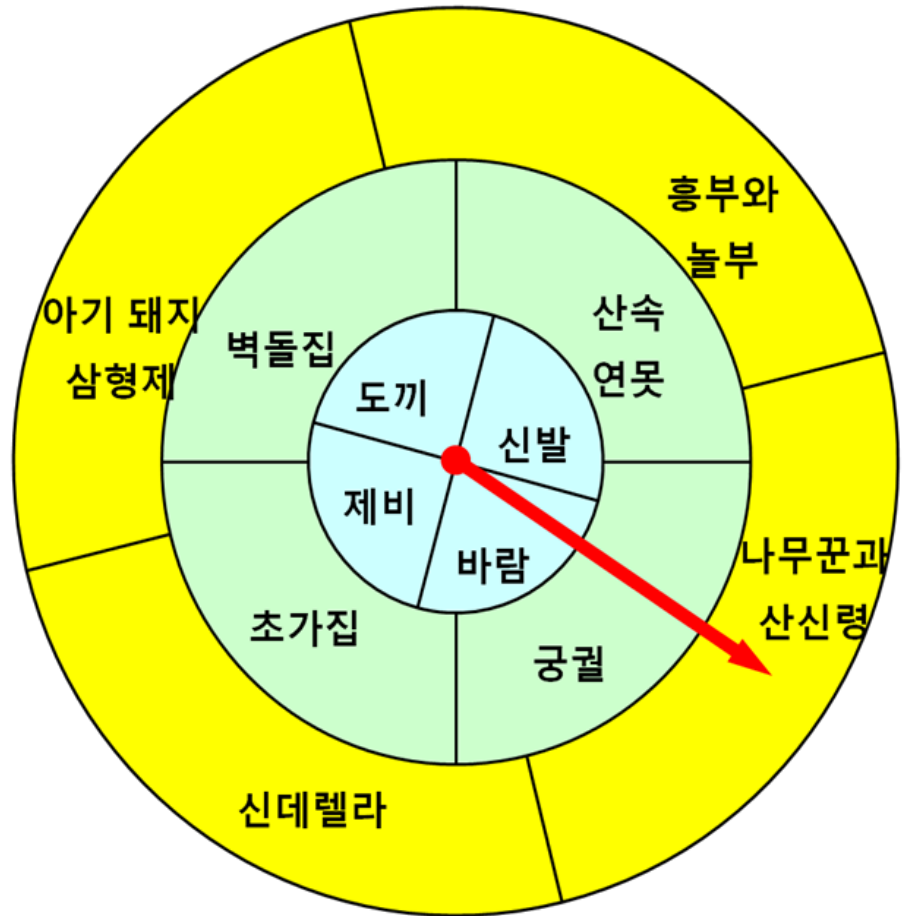 흥부와
놀부
아기 돼지
삼형제
산속
연못
벽돌집
도끼
신발
제비
바람
나무꾼과
산신령
초가집
궁궐
신데렐라